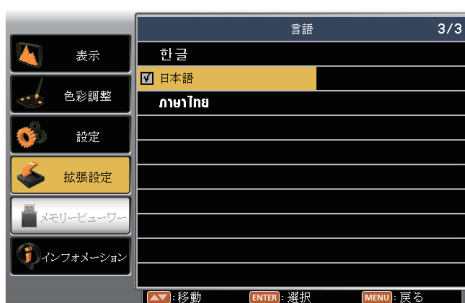 言語 3/3
表示
色彩調整
設定
拡張設定
メモリービューワー
インフォメーション
한글
日本語
ภาษาไทย
▲▼ :移動 ENTER :選択 MENU :戻る